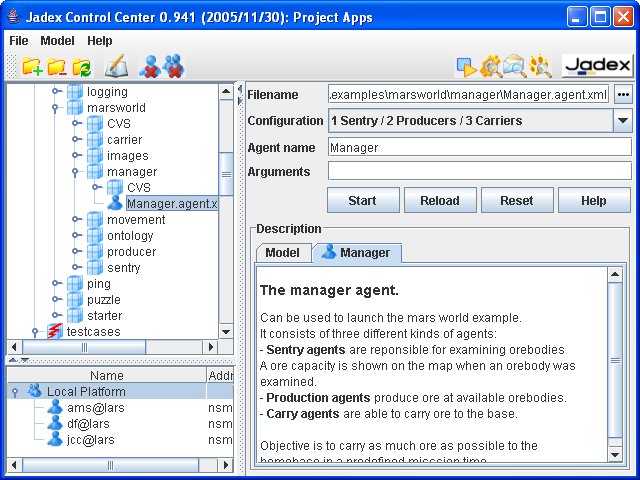 Jadex Control Center 0.941 (2005/11/30): Project Apps
File Model Help
Jadex
logging
marsworld
CVS
carrier
images
manager
CVS
Manager.agent.x
movement
ontology
producer
sentry
ping
puzzle
starter
testcases
Name Addr
Local Platform
ams@lars nsm
df@lars nsm
jcc@lars nsm
Filename .examples\marsworld\manager\Manager.agent.xml ...
Configuration 1 Sentry / 2 Producers / 3 Carriers
Agent name Manager
Arguments
Start Reload Reset Help
Description
Model Manager
The manager agent.
Can be used to launch the mars world example.
It consists of three different kinds of agents:
- Sentry agents are reponsible for examining orebodies
A ore capacity is shown on the map when an orebody was
examined.
- Production agents produce ore at available orebodies.
- Carry agents are able to carry ore to the base.
Objective is to carry as much ore as possible to the
homebase in a predefined misssion time.